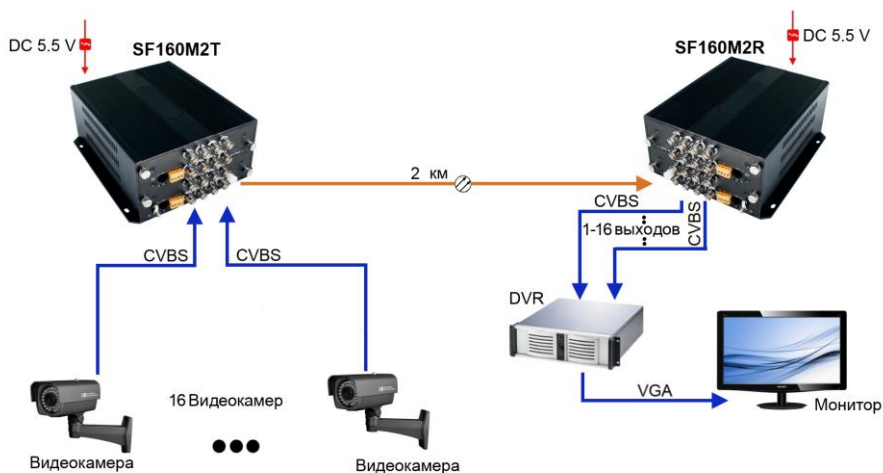 DC 5.5 V
SF160M2T
SF160M2R
DC 5.5 V
2 км
CVBS
CVBS
CVBS
1-16 выходов
CVBS
DVR
16 Видеокамер
VGA
Монитор
Видеокамера
Видеокамера